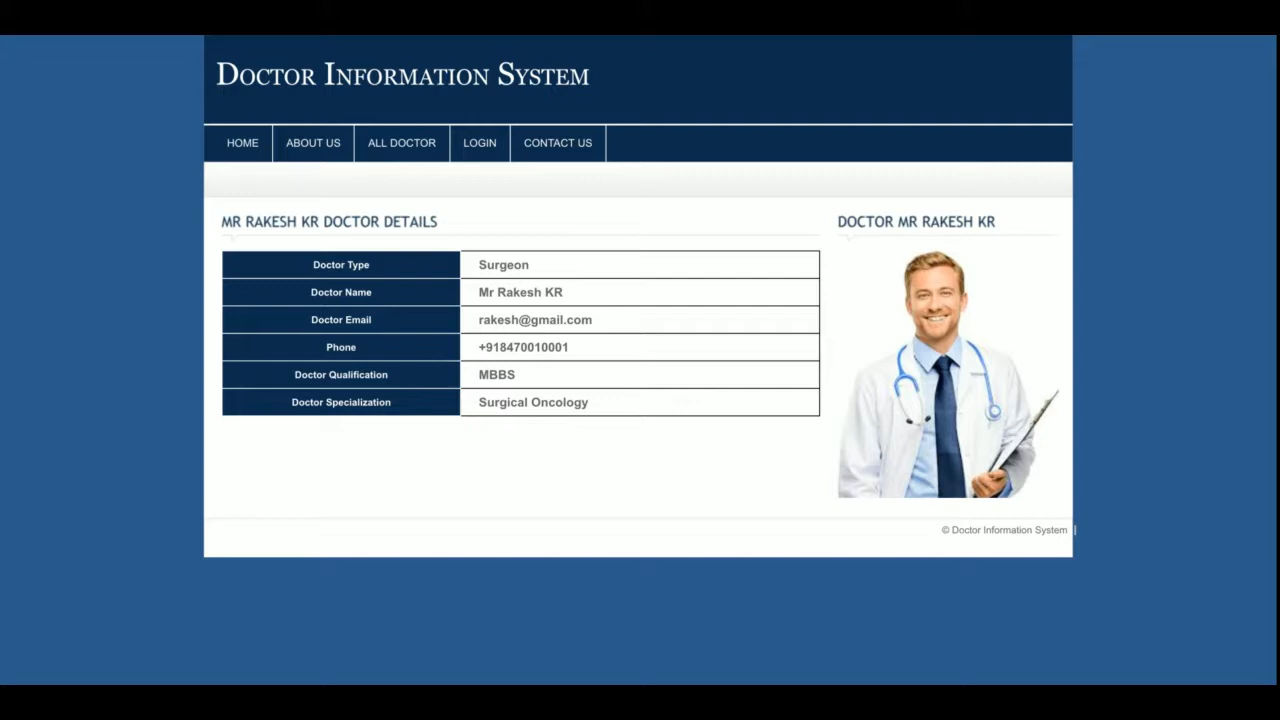 Doctor Information System
HOME ABOUT US ALL DOCTOR LOGIN CONTACT US
MR RAKESH KR DOCTOR DETAILS
Doctor Type Surgeon
Doctor Name Mr Rakesh KR
Doctor Email rakesh@gmail.com
Phone +918470010001
Doctor Qualification MBBS
Doctor Specialization Surgical Oncology
DOCTOR MR RAKESH KR
© Doctor Information System |